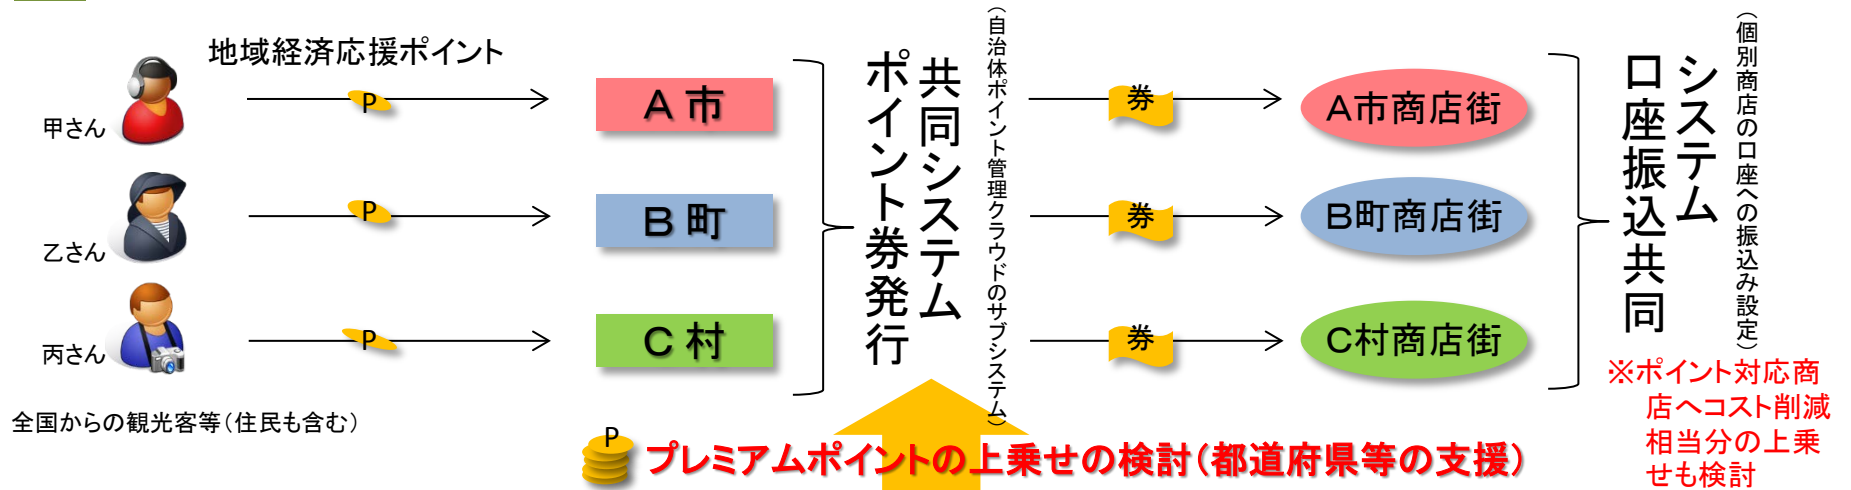 地域経済応援ポイント
甲さん
P
A 市
乙さん
P
B 町
丙さん
P
C 村
全国からの観光客等(住民も含む)
ポイント券発行
共同システム
(自治体ポイント管理クラウドのサブシステム)
券
A市商店街
券
B町商店街
券
C村商店街
口座振込共同
システム
(個別商店の口座への振込み設定)
※ポイント対応商
店へコスト削減
相当分の上乗
せも検討
P
プレミアムポイントの上乗せの検討(都道府県等の支援)